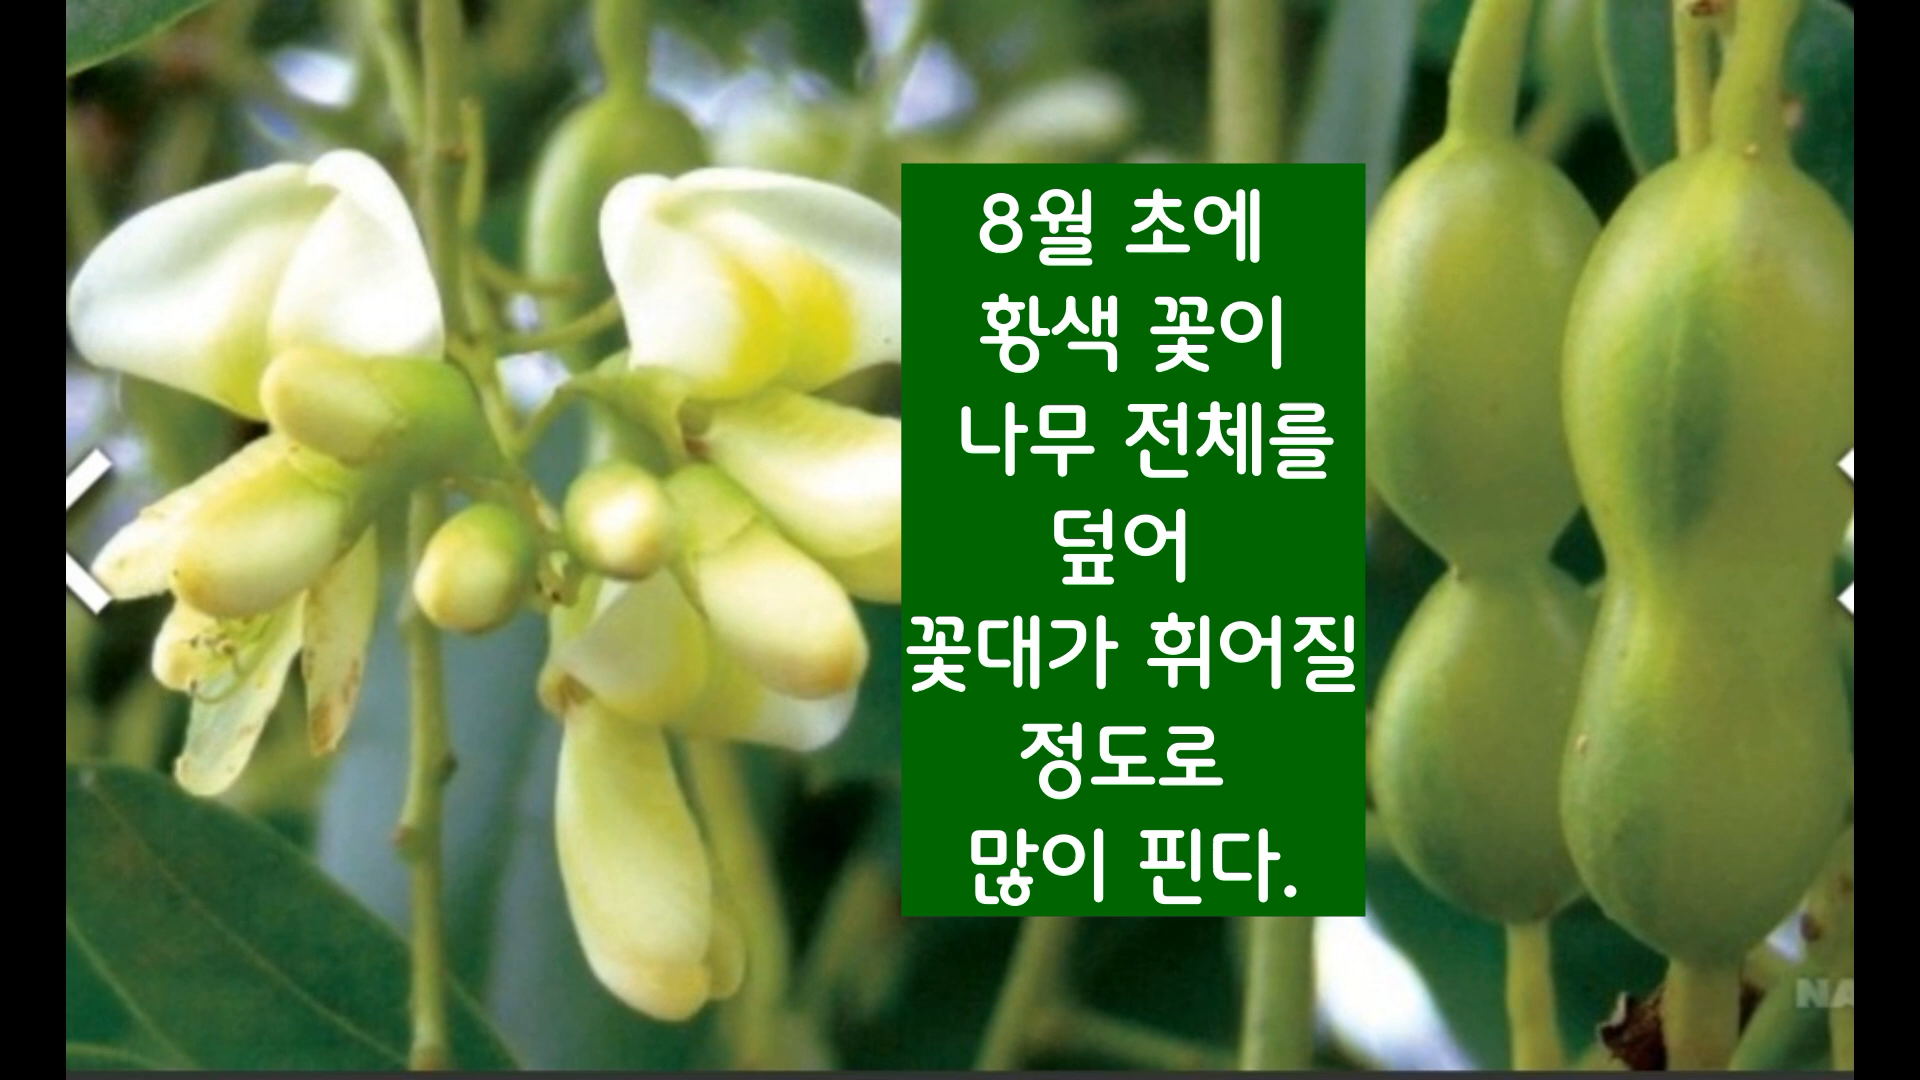 8월 초에
황색 꽃이
나무 전체를
덮어
꽃대가 휘어질
정도로
많이 핀다.
NA